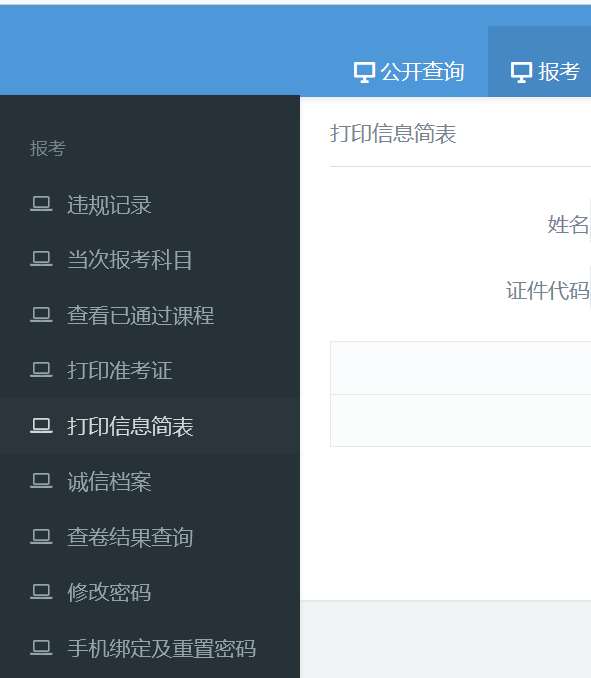 公开查询
报考
报考
违规记录
当次报考科目
查看已通过课程
打印准考证
打印信息简表
诚信档案
查卷结果查询
修改密码
手机绑定及重置密码
打印信息简表
姓名
证件代码